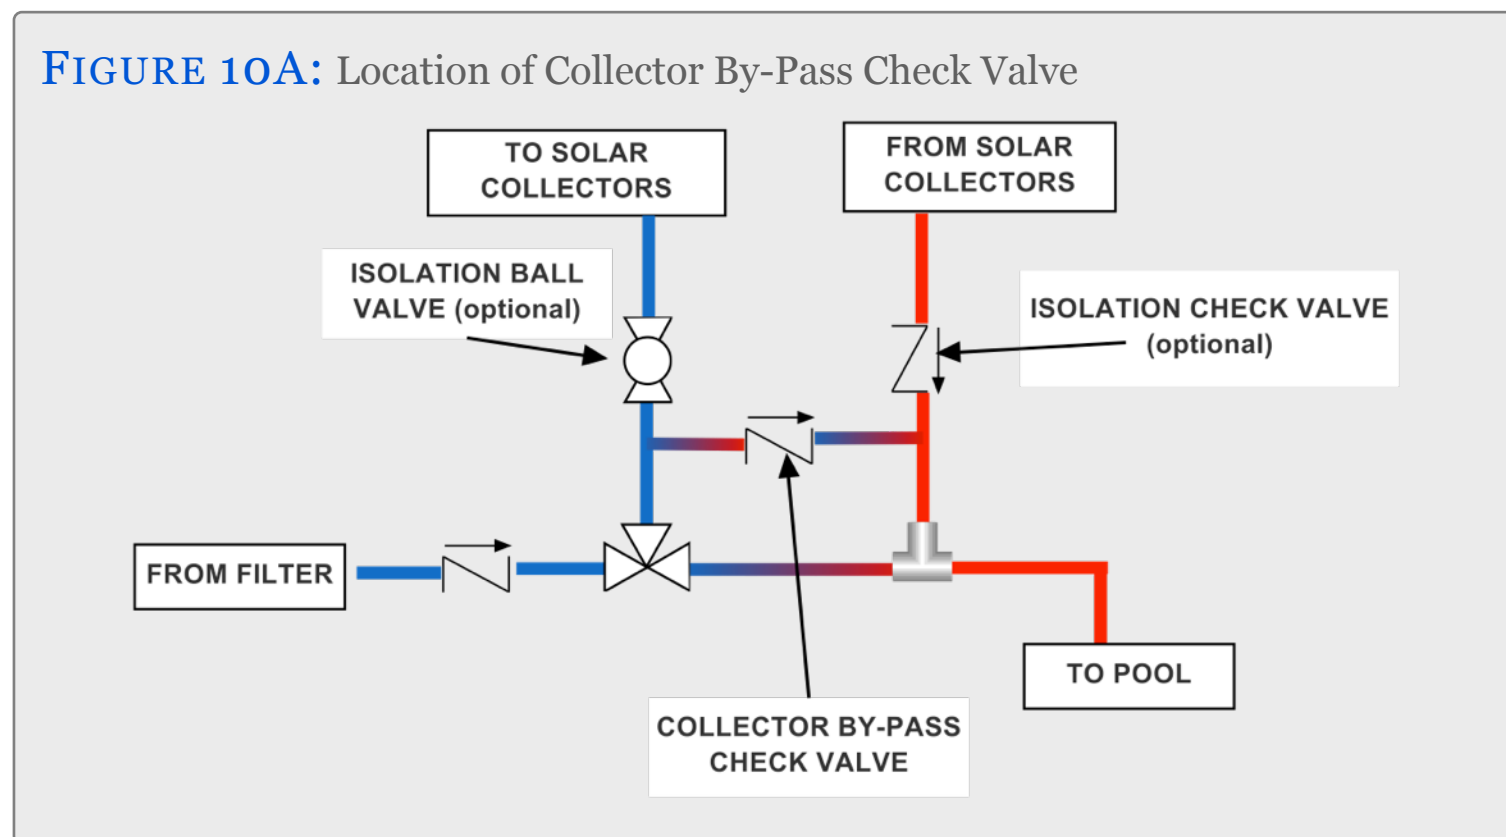 FIGURE 10A: Location of Collector By-Pass Check Valve
TO SOLAR
COLLECTORS
FROM SOLAR
COLLECTORS
ISOLATION BALL
VALVE (optional)
ISOLATION CHECK VALVE
(optional)
FROM FILTER
TO POOL
COLLECTOR BY-PASS
CHECK VALVE